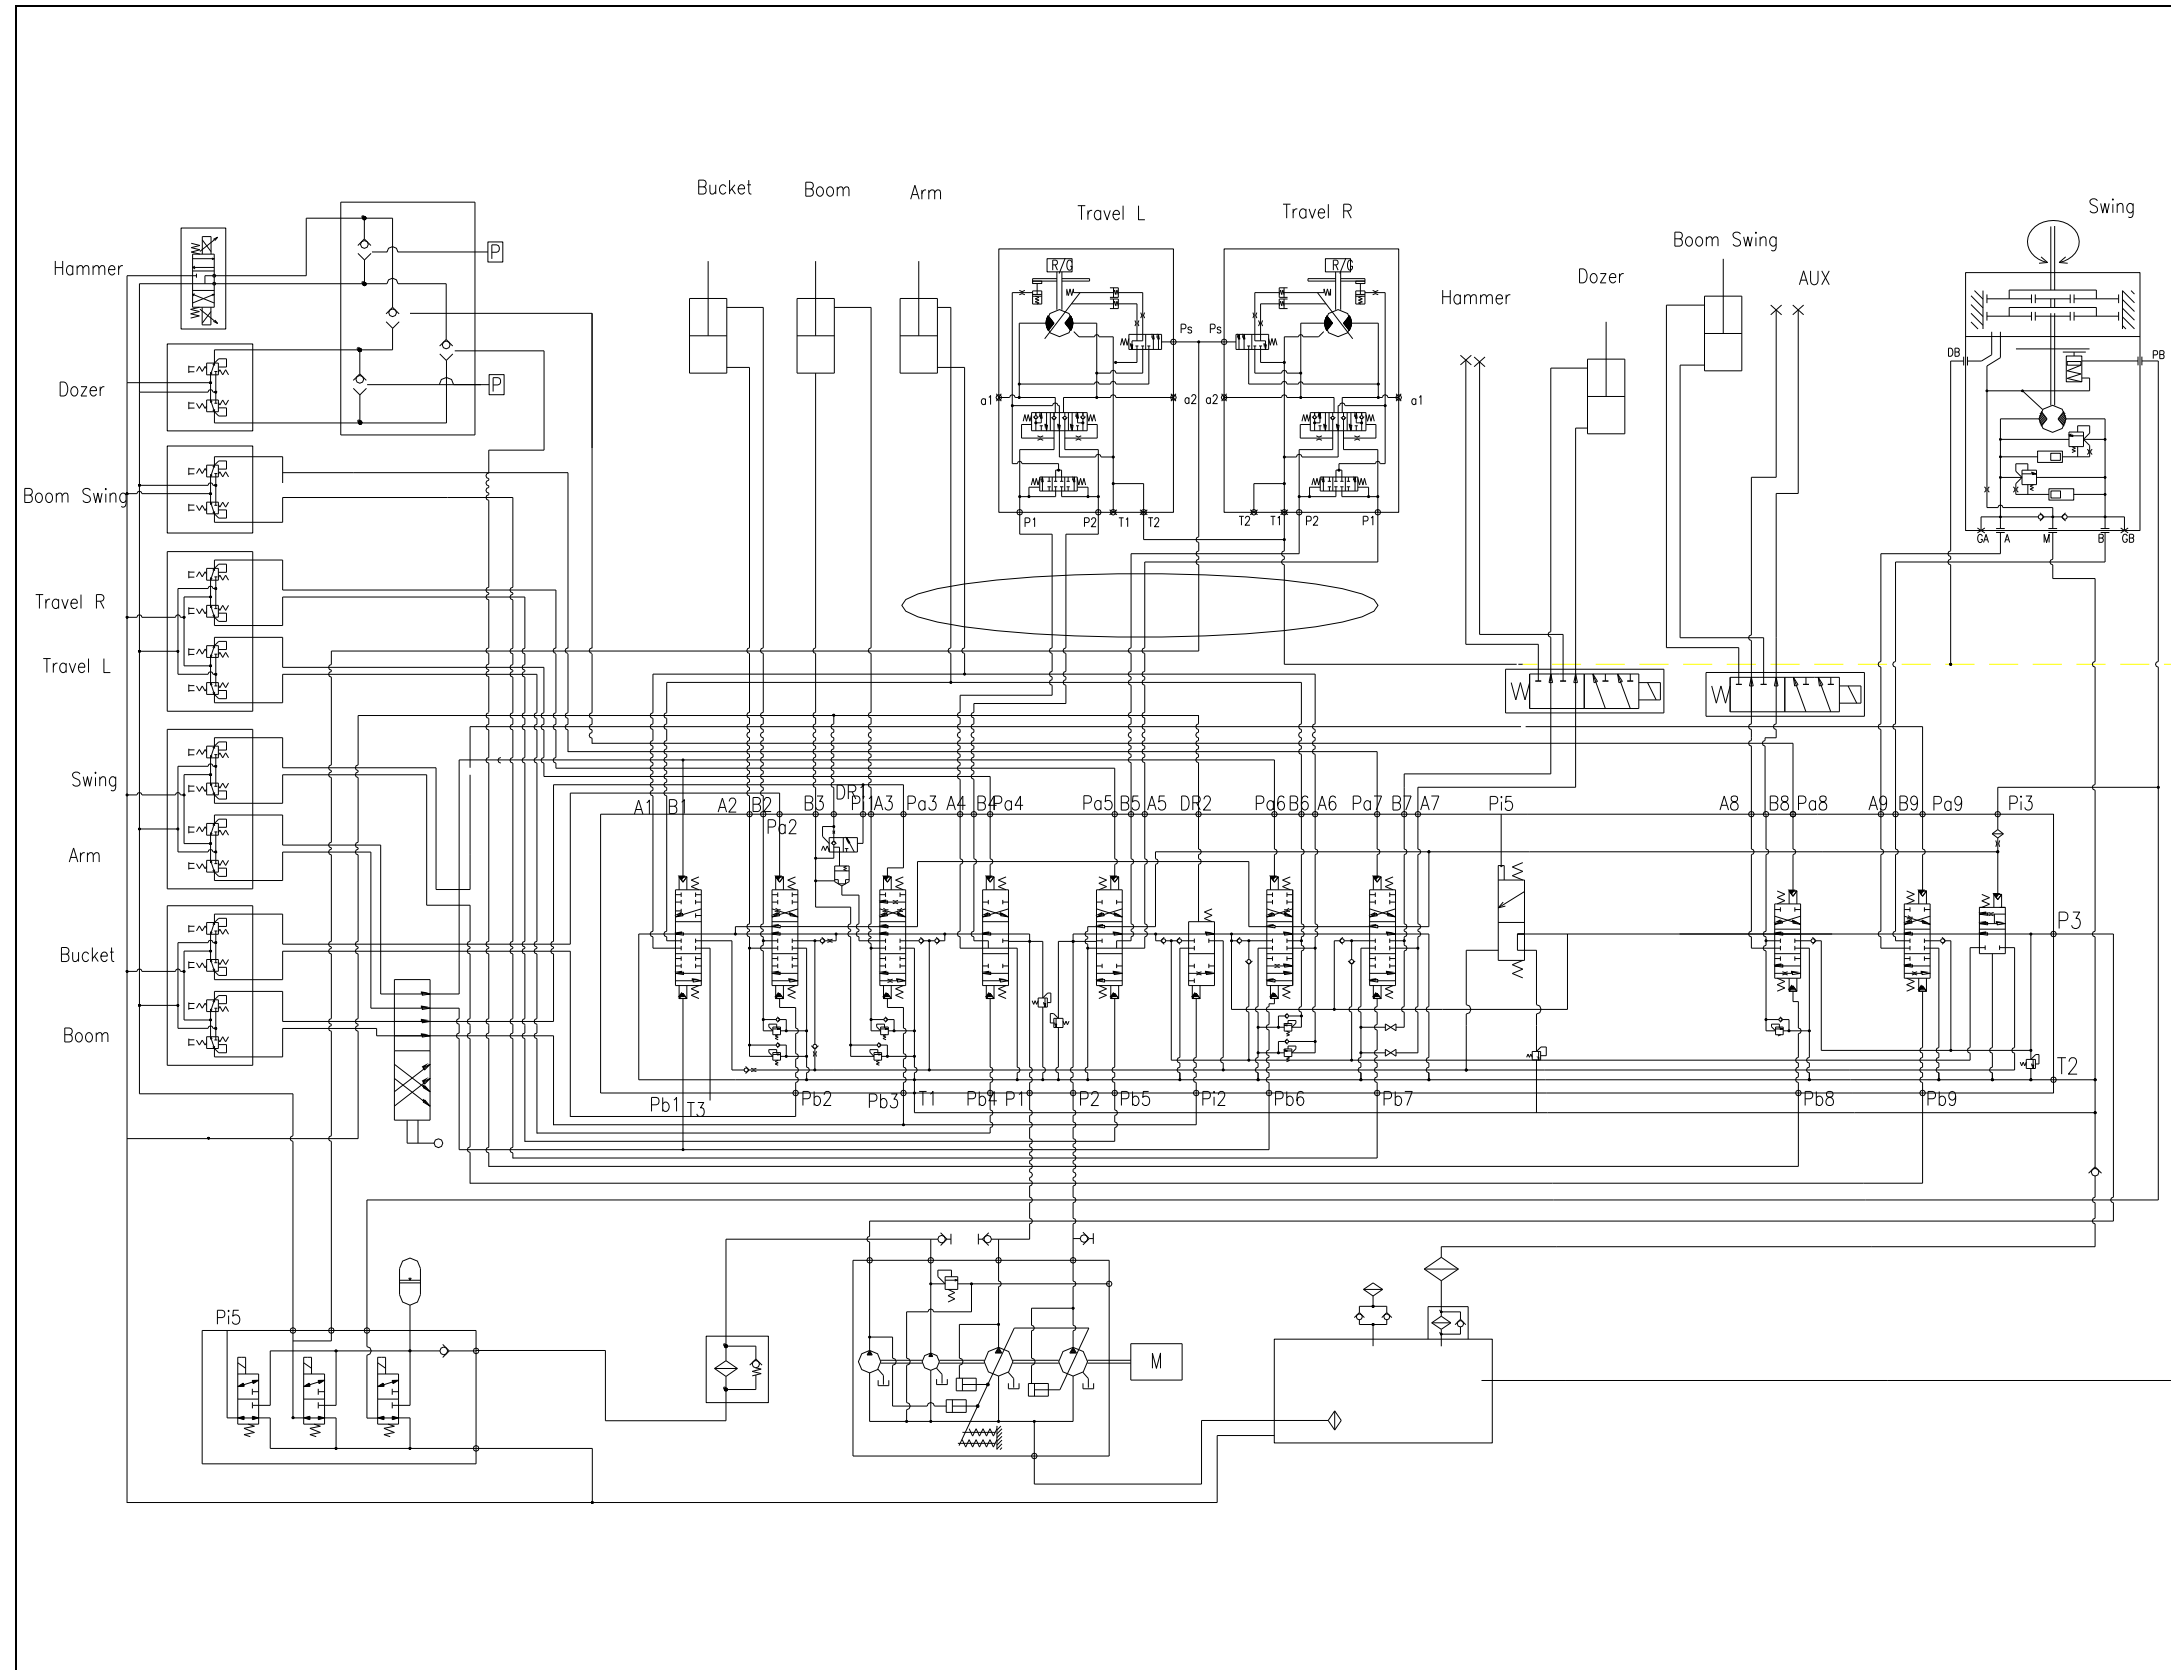 Bucket
Boom
Arm
Travel L
Travel R
Swing
Boom Swing
Dozer
AUX
Hammer
Hammer
P
R/G
R/G
Ps
Ps
DB
PB
Dozer
P
a1
a2
a2
a1
Boom Swing
P1
P2
T1
T2
T2
T1
P2
P1
GA
A
M
B
GB
Travel R
Travel L
Swing
A1
B1
A2
B2
Pa2
B3
DR1
Pi1
A3
Pa3
A4
B4
Pa4
Pa5
B5
A5
DR2
Pa6
B6
A6
Pa7
B7
A7
Pi5
A8
B8
Pa8
A9
B9
Pa9
Pi3
Arm
P3
Bucket
Boom
T2
Pb1
T3
Pb2
Pb3
T1
Pb4
P1
P2
Pb5
Pi2
Pb6
Pb7
Pb8
Pb9
Pi5
M